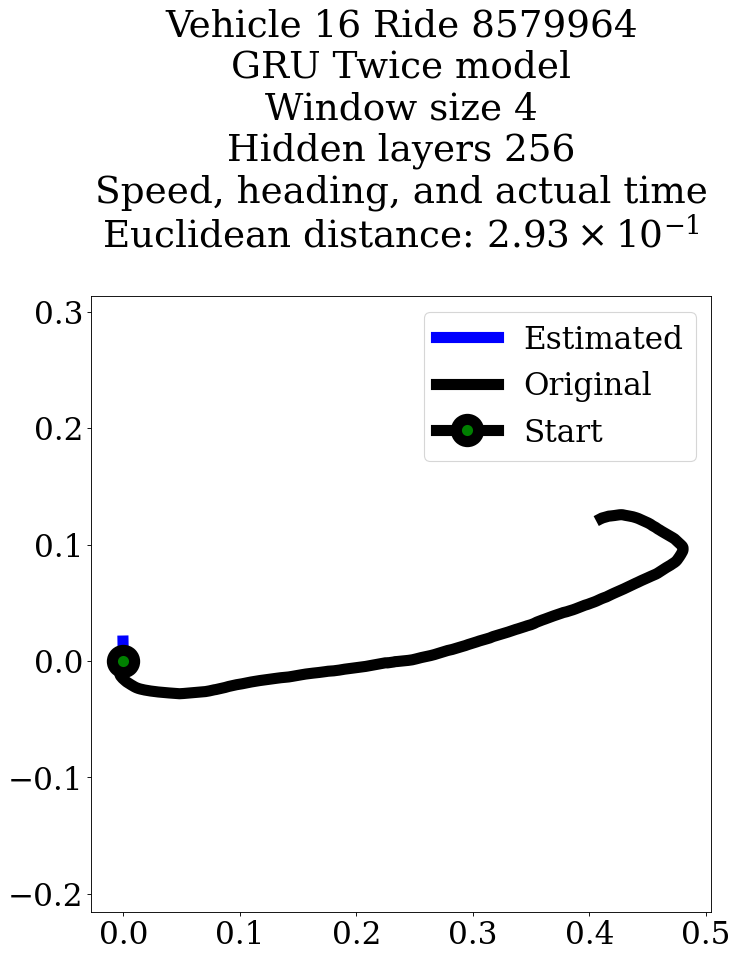 Vehicle 16 Ride 8579964
GRU Twice model
Window size 4
Hidden layers 256
Speed, heading, and actual time
Euclidean distance: 2.93 × 10⁻¹
Estimated
Original
Start
0.3
0.2
0.1
0.0
−0.1
−0.2
0.0 0.1 0.2 0.3 0.4 0.5